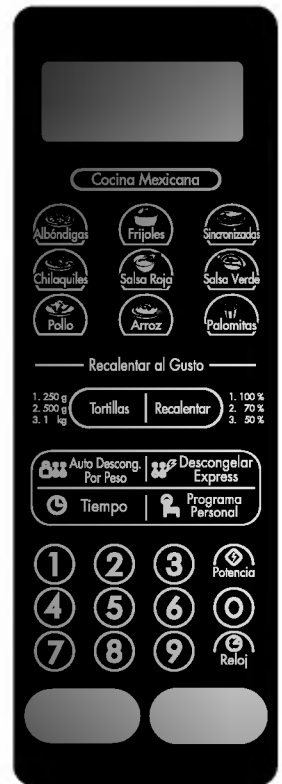 Cocina Mexicana
Albóndigas Frijoles Sincronizadas
Chilaquiles Salsa Roja Salsa Verde
Pollo Arroz Palomitas
Recalentar al Gusto
1. 250 g
2. 500 g
3. 1 kg
Tortillas Recalentar
1. 100 %
2. 70 %
3. 50 %
Auto Descong.
Por Peso
Descongelar
Express
Tiempo
Programa
Personal
1 2 3 Potencia
4 5 6 0
7 8 9 Reloj